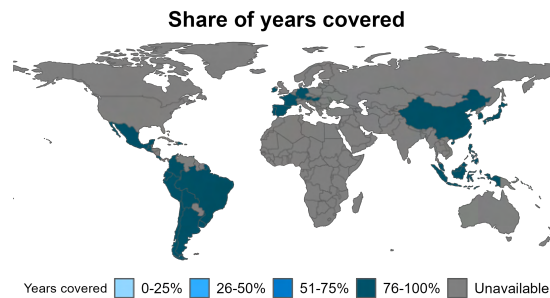 Share of years covered
Years covered 0-25% 26-50% 51-75% 76-100% Unavailable